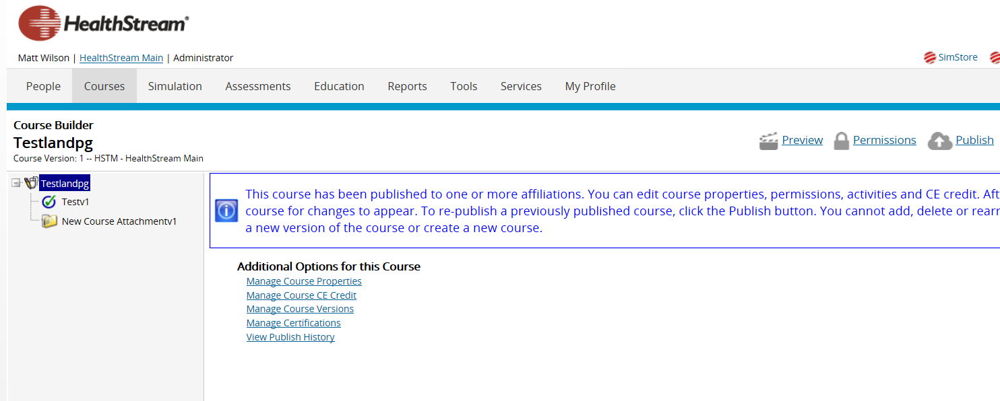 HealthStream®
Matt Wilson | HealthStream Main | Administrator
SimStore
People Courses Simulation Assessments Education Reports Tools Services My Profile
Course Builder
Testlandpg
Course Version: 1 -- HSTM - HealthStream Main
Preview Permissions Publish
Testlandpg
Testv1
New Course Attachmentv1
This course has been published to one or more affiliations. You can edit course properties, permissions, activities and CE credit.
course for changes to appear. To re-publish a previously published course, click the Publish button. You cannot add, delete or
a new version of the course or create a new course.
Additional Options for this Course
Manage Course Properties
Manage Course CE Credit
Manage Course Versions
Manage Certifications
View Publish History